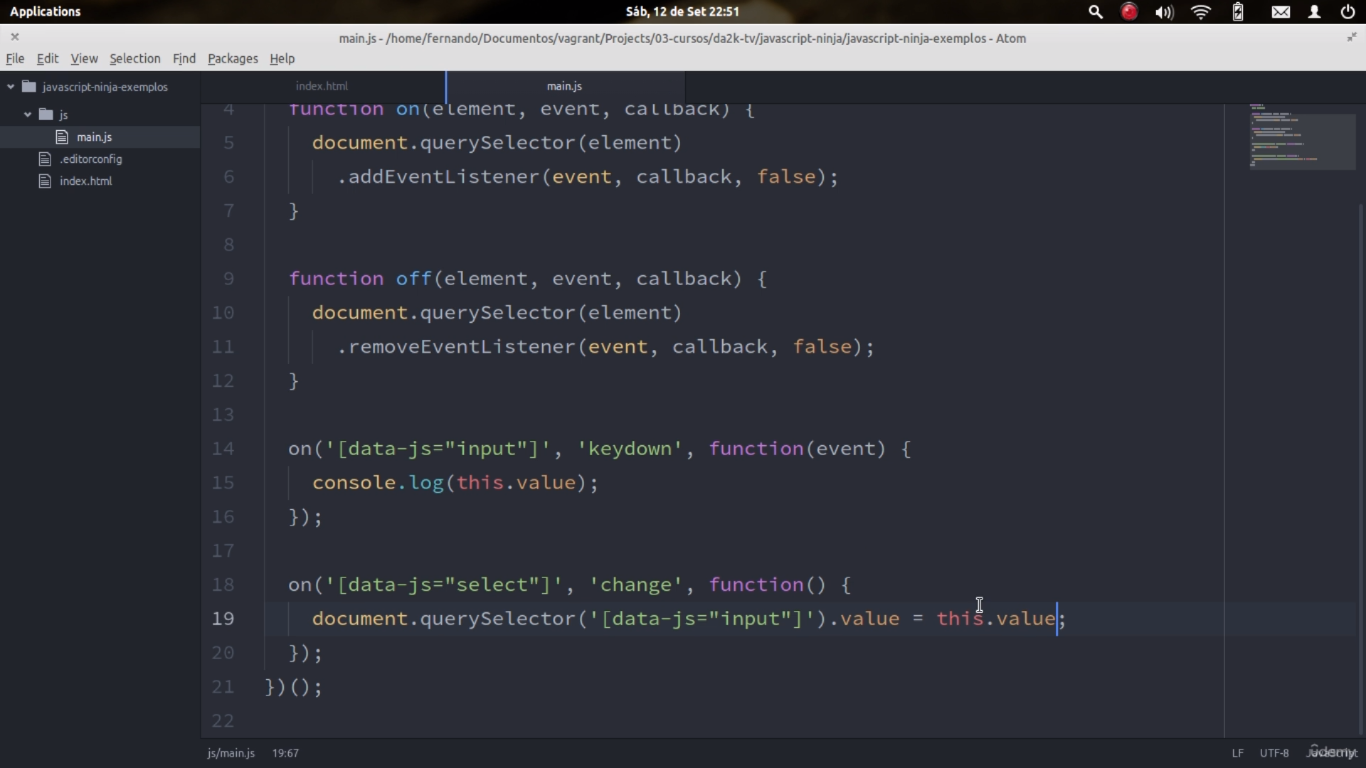 Applications
Sáb, 12 de Set 22:51
main.js - /home/fernando/Documentos/vagrant/Projects/03-cursos/da2k-tv/javascript-ninja/javascript-ninja-exemplos - Atom
File Edit View Selection Find Packages Help
javascript-ninja-exemplos
js
main.js
.editorconfig
index.html
index.html
main.js
4 function on(element, event, callback) {
5 document.querySelector(element)
6 .addEventListener(event, callback, false);
7 }
8
9 function off(element, event, callback) {
10 document.querySelector(element)
11 .removeEventListener(event, callback, false);
12 }
13
14 on('[data-js="input"]', 'keydown', function(event) {
15 console.log(this.value);
16 });
17
18 on('[data-js="select"]', 'change', function() {
19 document.querySelector('[data-js="input"]').value = this.value;
20 });
21 })();
22
js/main.js 19:67
LF UTF-8 JavaScript
ûdemy